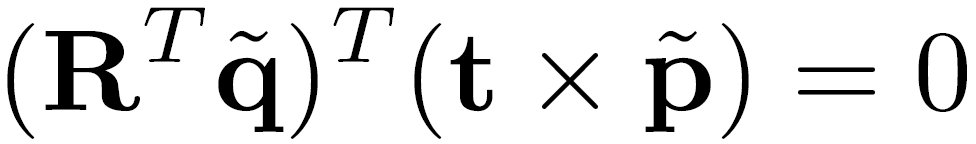 (R^T q̃)^T (t × p̃) = 0